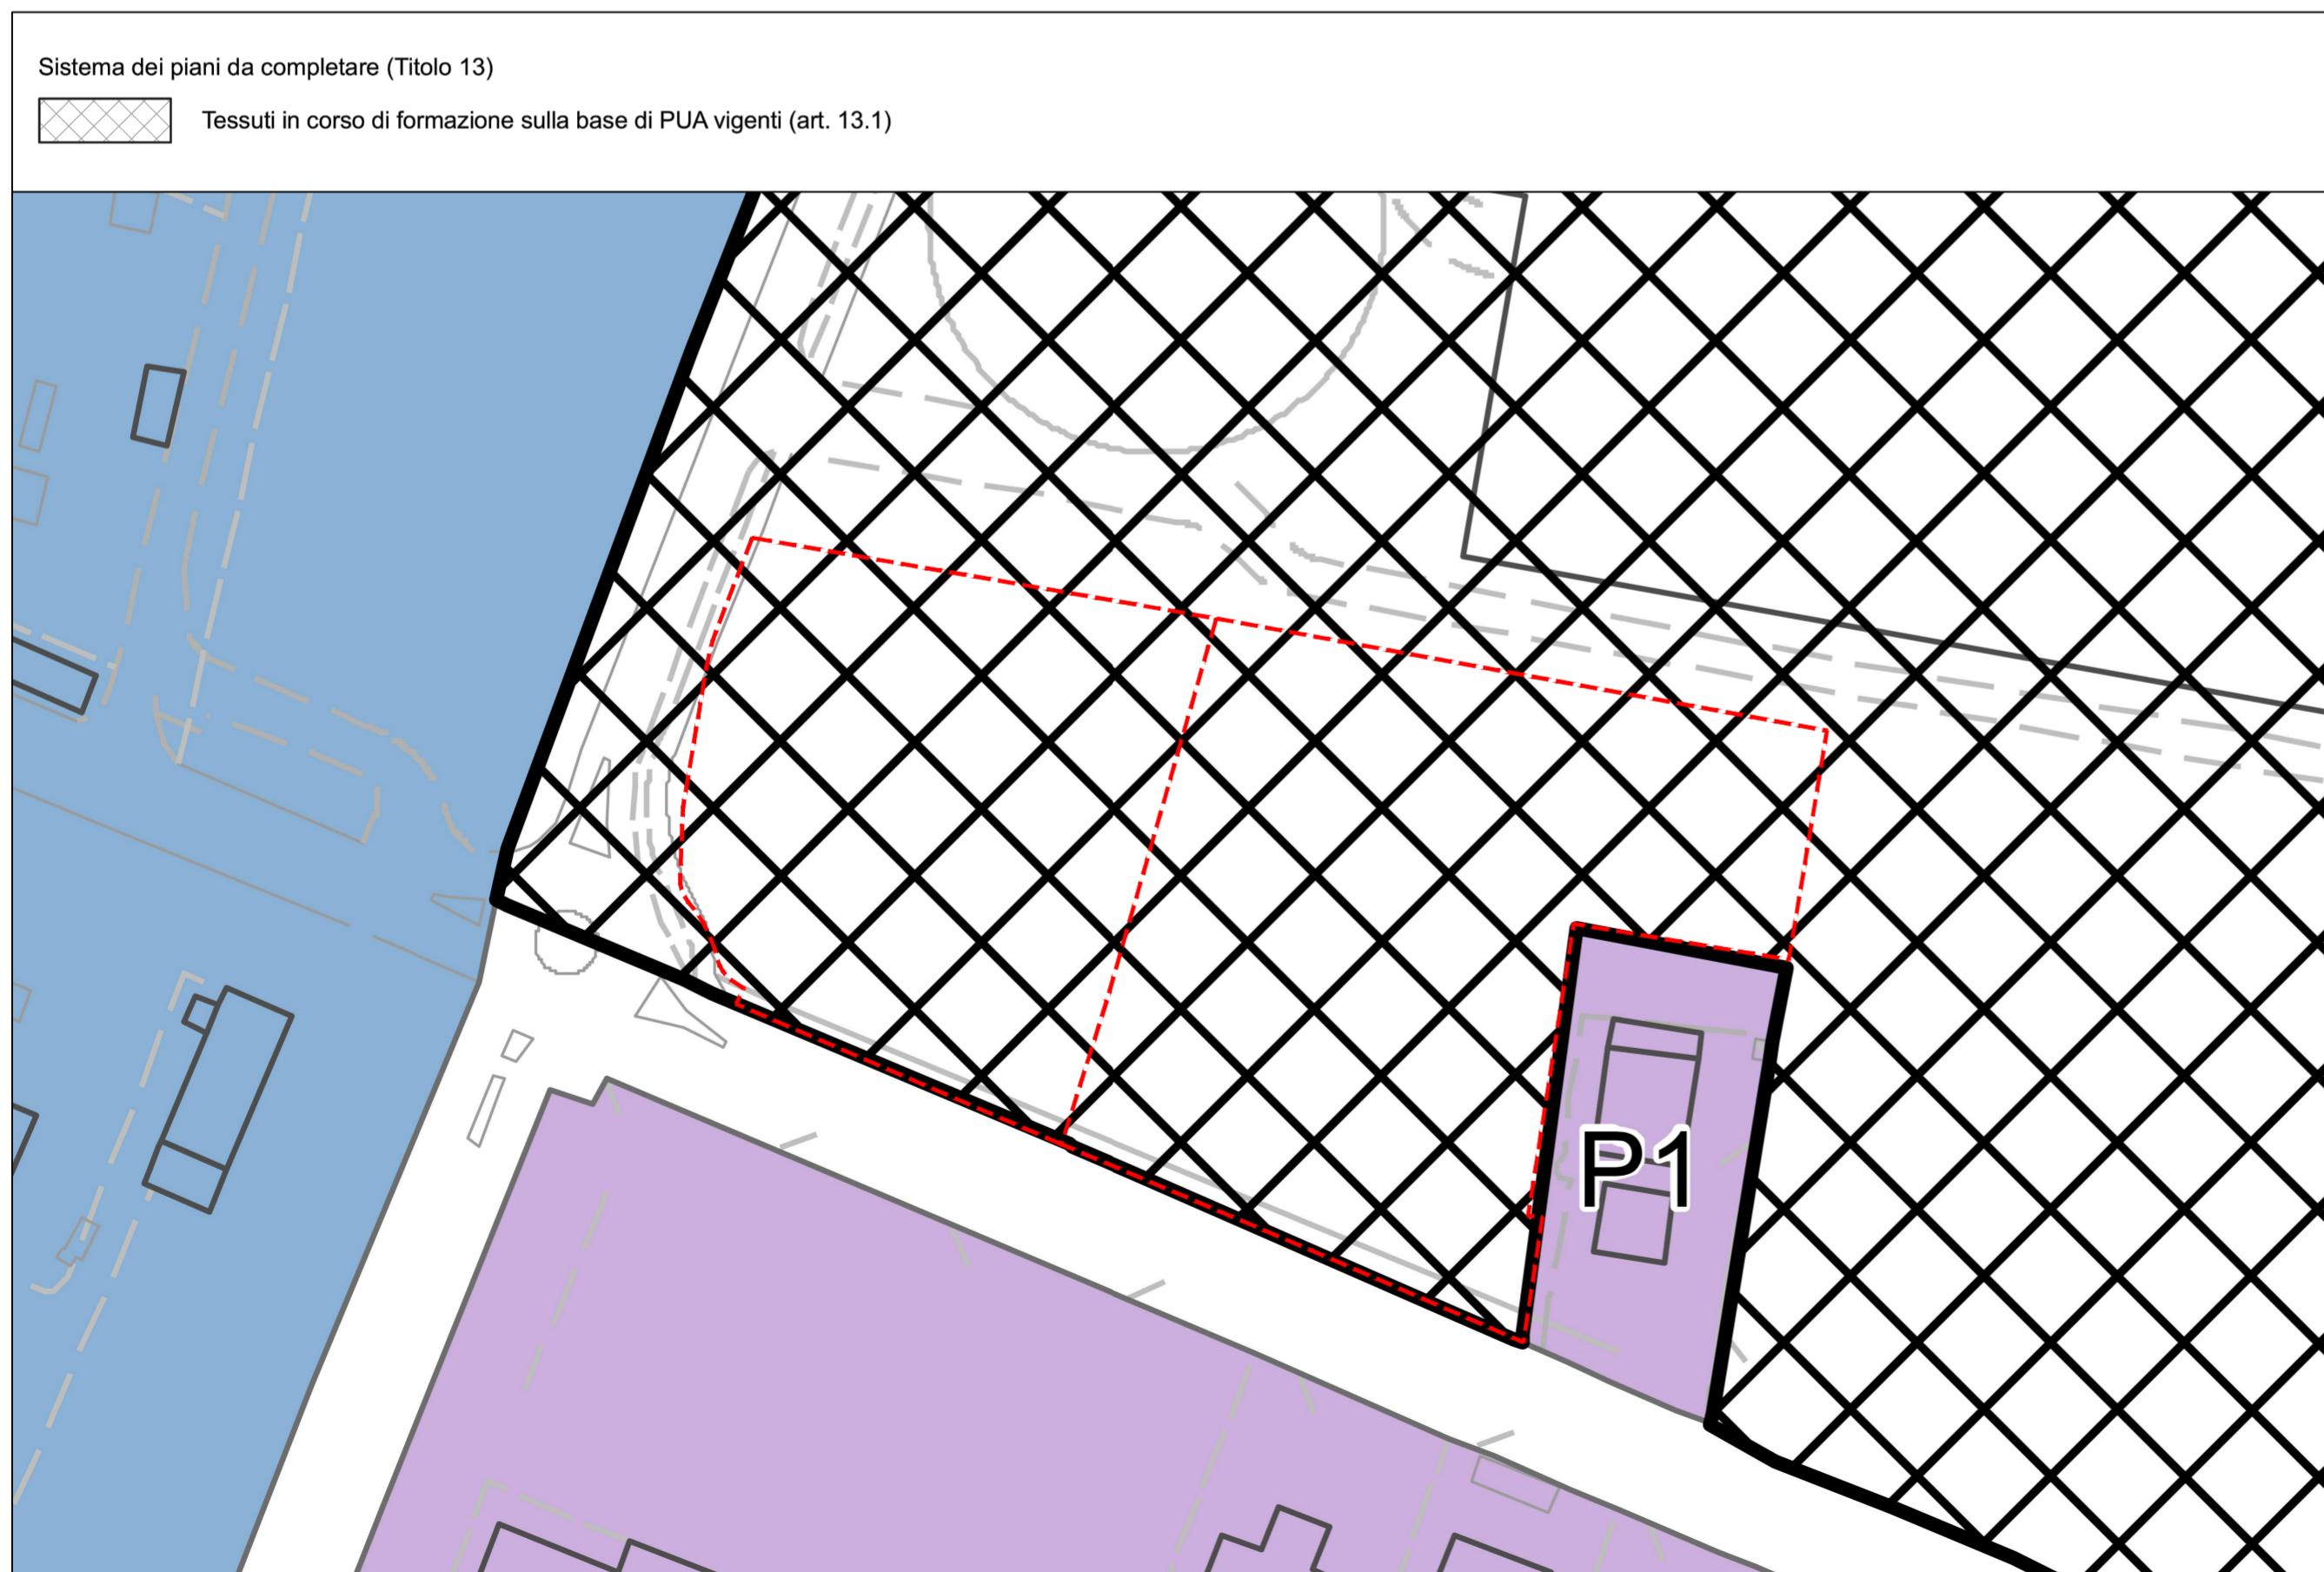 Sistema dei piani da completare (Titolo 13)
Tessuti in corso di formazione sulla base di PUA vigenti (art. 13.1)
P1